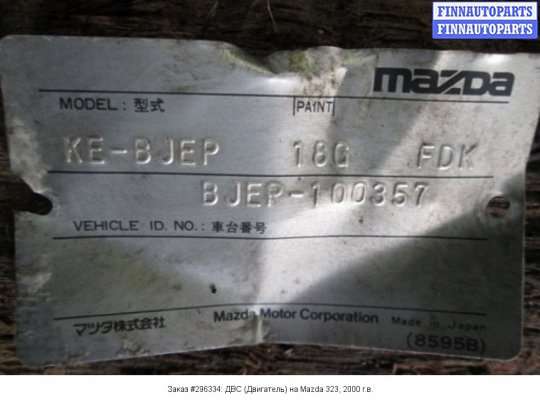 FINNAUTOPARTS
FINNAUTOPARTS
mazda
MODEL : 型式 PAINT
KE-BJEP 18G FDK
BJEP-100357
VEHICLE ID. NO. : 車台番号
マツダ株式会社 Mazda Motor Corporation Made in Japan
(8595B)
Заказ #296334: ДВС (Двигатель) на Mazda 323, 2000 г.в.